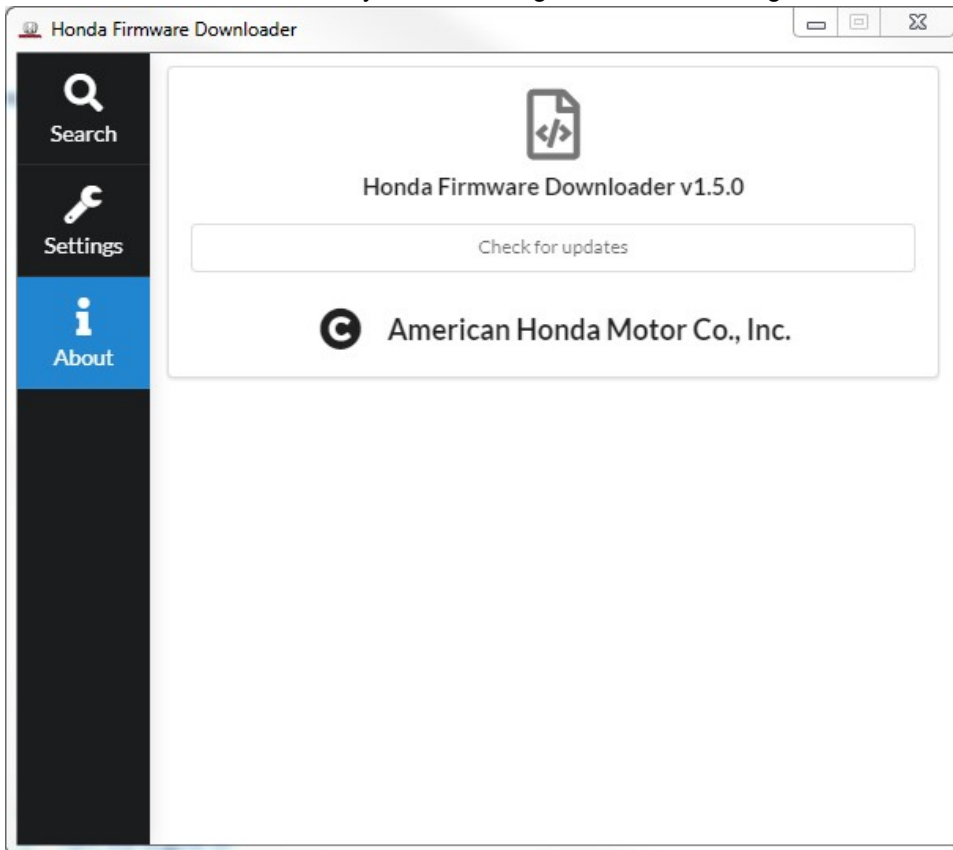 Honda Firmware Downloader
Search
Settings
About
</>
Honda Firmware Downloader v1.5.0
Check for updates
C American Honda Motor Co., Inc.